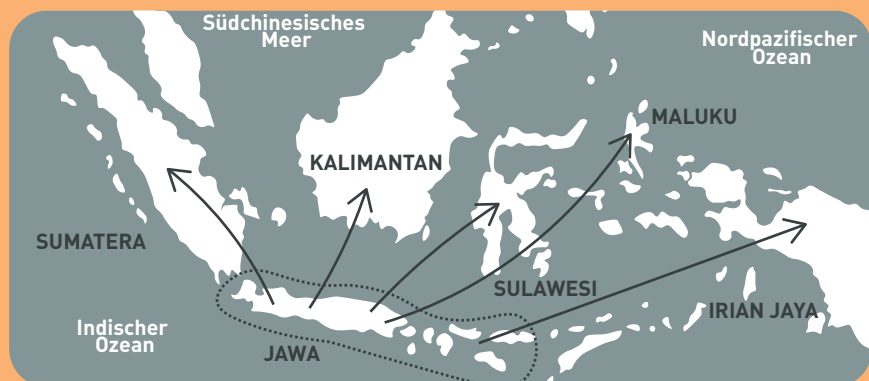 Südchinesisches
Meer
Nordpazifischer
Ozean
MALUKU
KALIMANTAN
SUMATERA
SULAWESI
IRIAN JAYA
Indischer
Ozean
JAWA